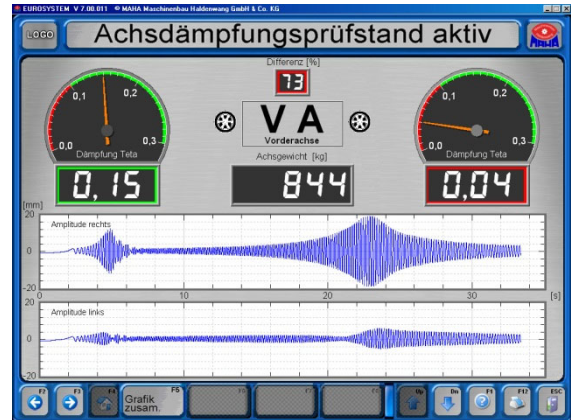 EUROSYSTEM V 7.00.011 © MAHA Maschinenbau Haldenwang GmbH & Co. KG
LOGO
Achsdämpfungsprüfstand aktiv
MAHA
Differenz [%]
73
0,0 0,1 0,2 0,3
Dämpfung Teta
0,15
V A
Vorderachse
Achsgewicht [kg]
844
0,0 0,1 0,2 0,3
Dämpfung Teta
0,04
[mm]
20
Amplitude rechts
0
-20
0 10 20 30 [s]
Amplitude links
0
-20
F2 F3 F4 F5 Up Dn F1 F12 ESC
Grafik
zusam.